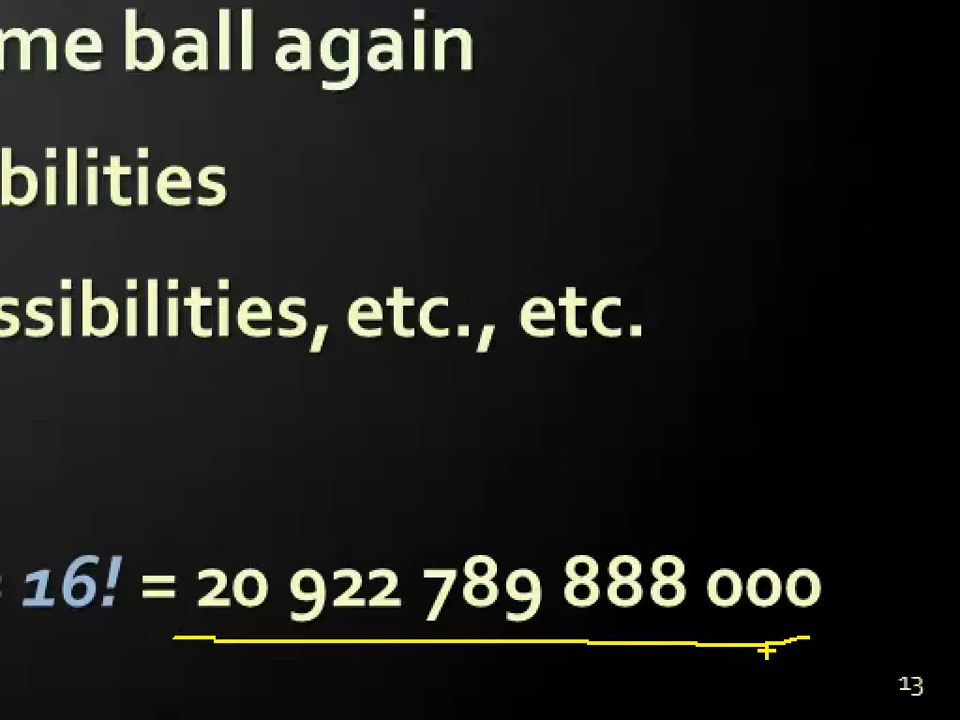 me ball again
bilities
ssibilities, etc., etc.
= 16! = 20 922 789 888 000
13